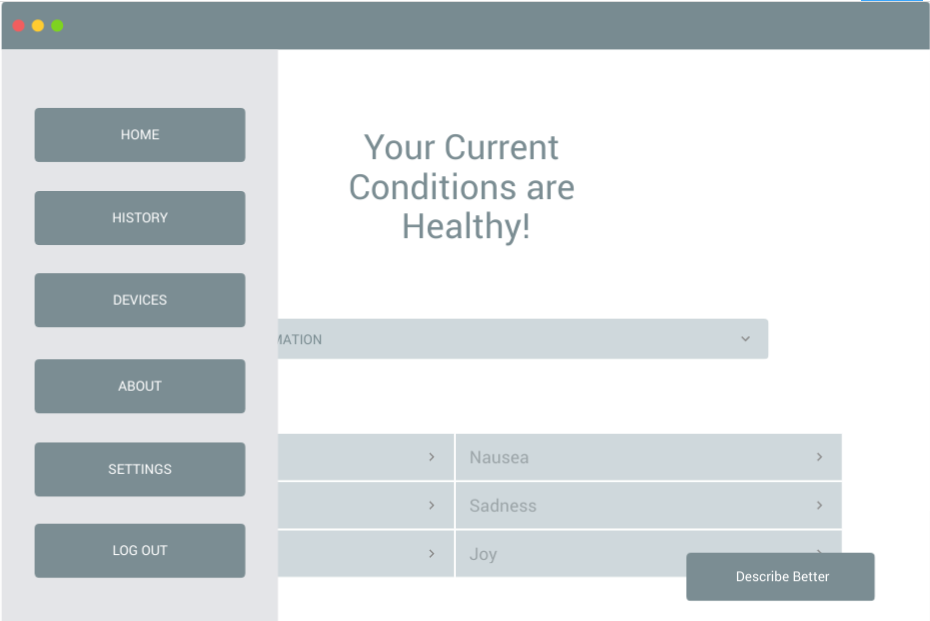 HOME
HISTORY
DEVICES
ABOUT
SETTINGS
LOG OUT
Your Current
Conditions are
Healthy!
MATION
Nausea
Sadness
Joy
Describe Better